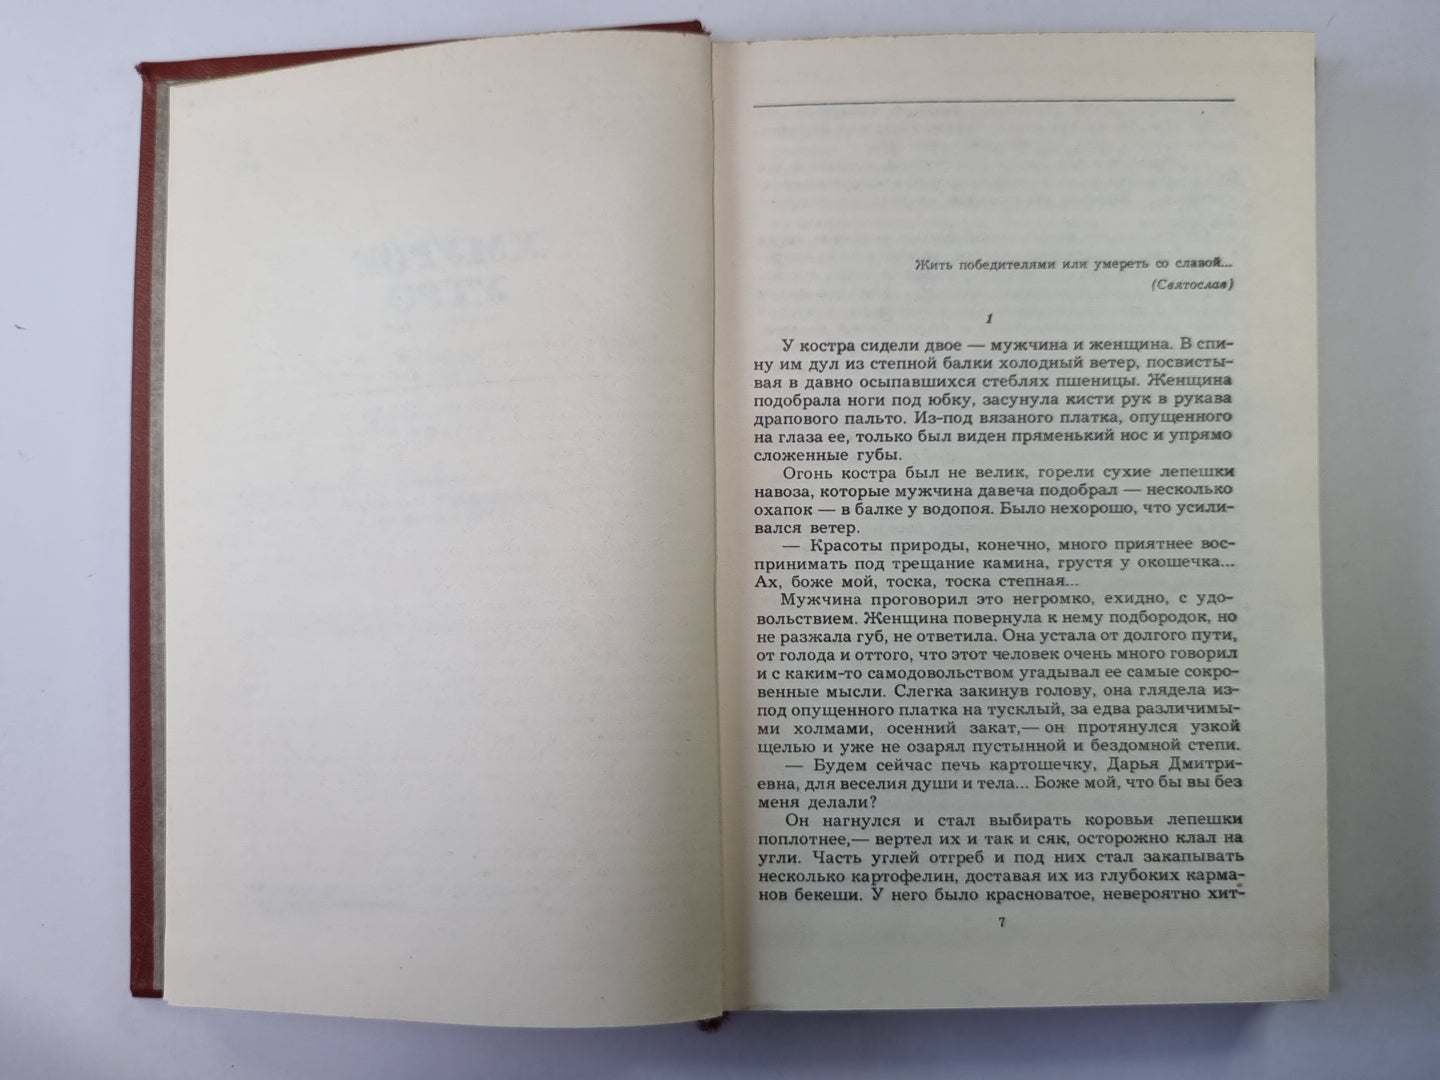 Жить победителями или умереть со славой...
(Святослав)
1
У костра сидели двое — мужчина и женщина. В спи-
ну им дул из степной балки холодный ветер, посвисты-
вая в давно осыпавшихся стеблях пшеницы. Женщина
подобрала ноги под юбку, засунула кисти рук в рукава
драпового пальто. Из-под вязаного платка, опущенного
на глаза ее, только был виден пряменький нос и упрямо
сложенные губы.
Огонь костра был не велик, горели сухие лепешки
навоза, которые мужчина давеча подобрал — несколько
охапок — в балке у водопоя. Было нехорошо, что усили-
вался ветер.
— Красоты природы, конечно, много приятнее вос-
принимать под трещание камина, грустя у окошечка...
Ах, боже мой, тоска, тоска степная...
Мужчина проговорил это негромко, ехидно, с удо-
вольствием. Женщина повернула к нему подбородок, но
не разжала губ, не ответила. Она устала от долгого пути,
от голода и оттого, что этот человек очень много говорил
и с каким-то самодовольством угадывал ее самые сокро-
венные мысли. Слегка закинув голову, она глядела из-
под опущенного платка на тусклый, за едва различимы-
ми холмами, осенний закат,— он протянулся узкой
щелью и уже не озарял пустынной и бездомной степи.
— Будем сейчас печь картошечку, Дарья Дмитри-
евна, для веселия души и тела... Боже мой, что бы вы без
меня делали?
Он нагнулся и стал выбирать коровьи лепешки
поплотнее,— вертел их и так и сяк, осторожно клал на
угли. Часть углей отгреб и под них стал закапывать
несколько картофелин, доставая их из глубоких карма-
нов бекеши. У него было красноватое, невероятно хит-
7